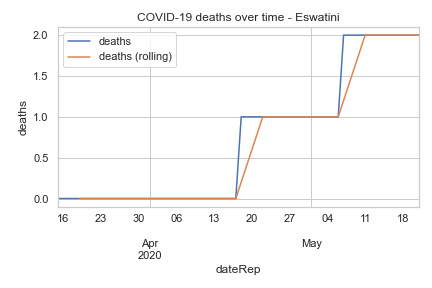 COVID-19 deaths over time - Eswatini
deaths
deaths (rolling)
deaths
2.0
1.5
1.0
0.5
0.0
16 23 30 06 13 20 27 04 11 18
Apr May
2020
dateRep